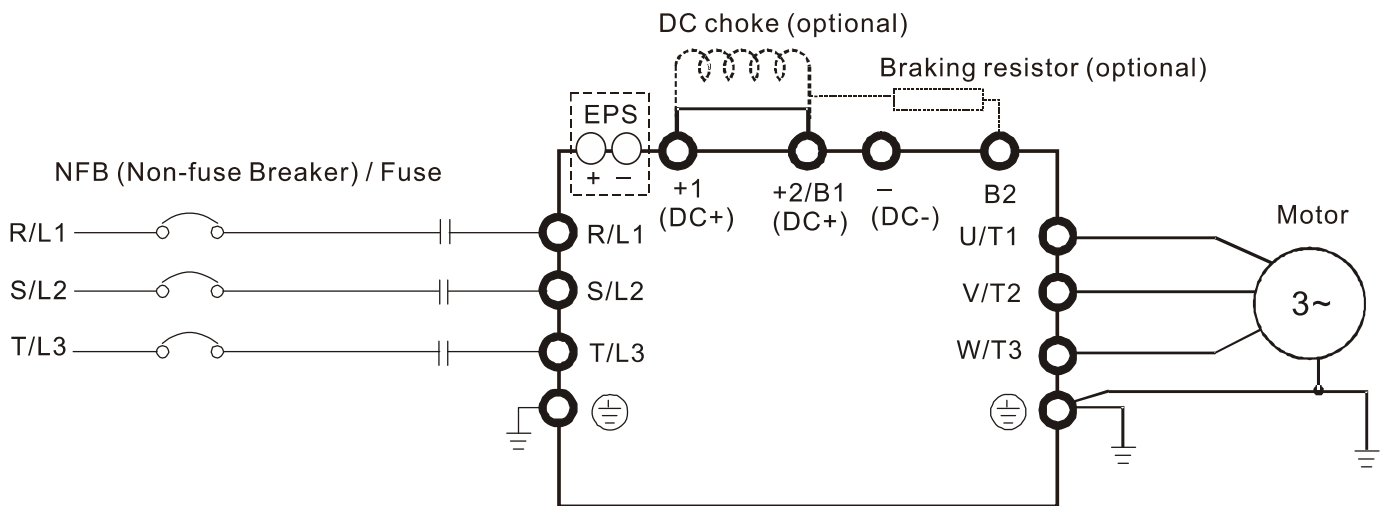 DC choke (optional)
Braking resistor (optional)
EPS
+ −
NFB (Non-fuse Breaker) / Fuse
+1
(DC+)
+2/B1
(DC+)
−
(DC-)
B2
Motor
R/L1
R/L1
U/T1
S/L2
S/L2
V/T2
3~
T/L3
T/L3
W/T3